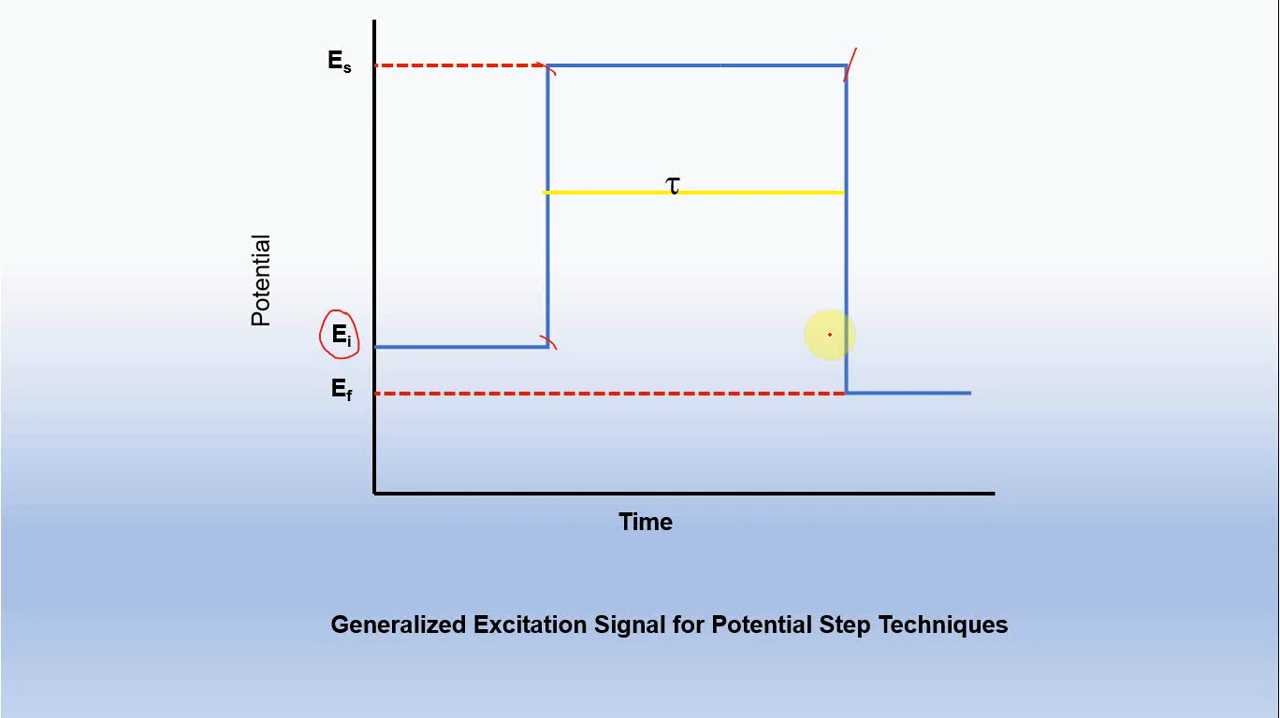 Es
τ
Potential
Ei
Ef
Time
Generalized Excitation Signal for Potential Step Techniques